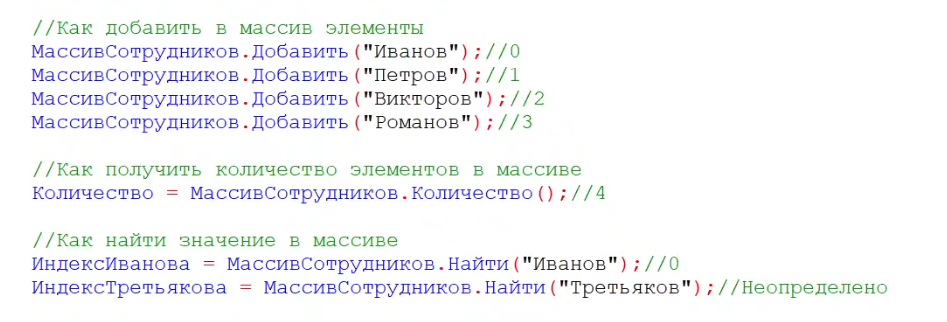 //Как добавить в массив элементы
МассивСотрудников.Добавить("Иванов");//0
МассивСотрудников.Добавить("Петров");//1
МассивСотрудников.Добавить("Викторов");//2
МассивСотрудников.Добавить("Романов");//3
//Как получить количество элементов в массиве
Количество = МассивСотрудников.Количество();//4
//Как найти значение в массиве
ИндексИванова = МассивСотрудников.Найти("Иванов");//0
ИндексТретьякова = МассивСотрудников.Найти("Третьяков");//Неопределено